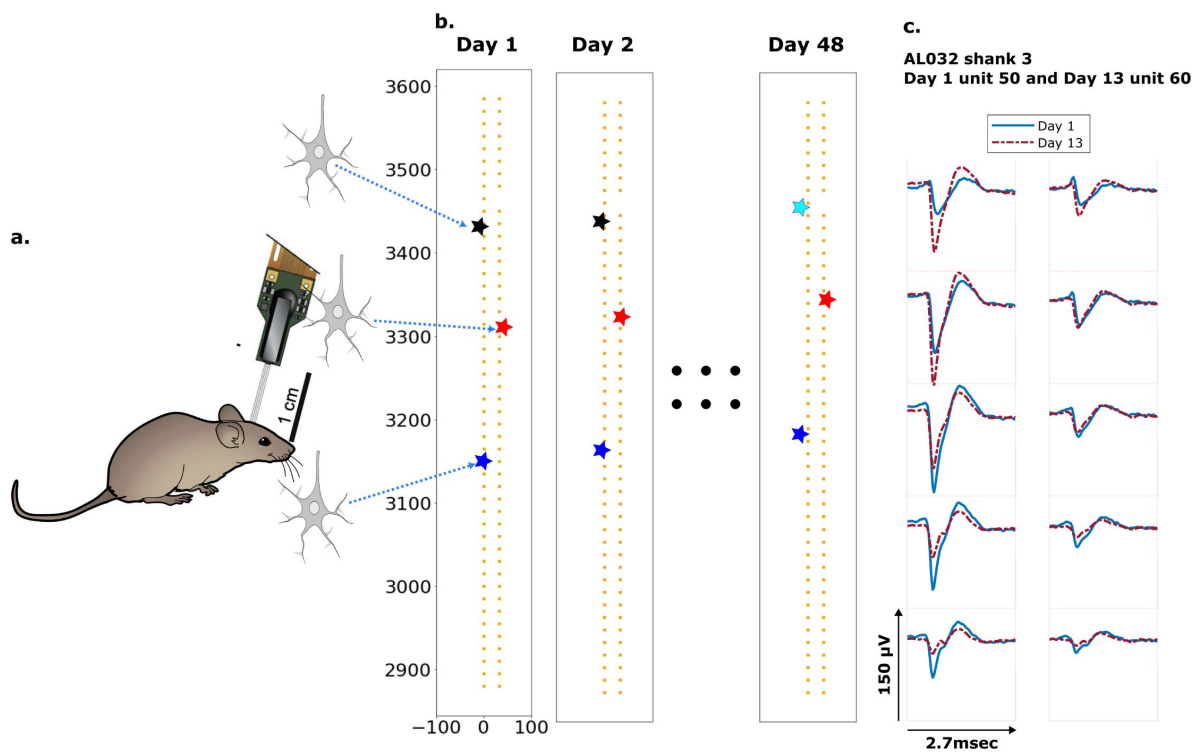 a.
1 cm
b.
Day 1
Day 2
Day 48
3600
3500
3400
3300
3200
3100
3000
2900
−100
0
100
c.
AL032 shank 3
Day 1 unit 50 and Day 13 unit 60
Day 1
Day 13
150 µV
2.7msec